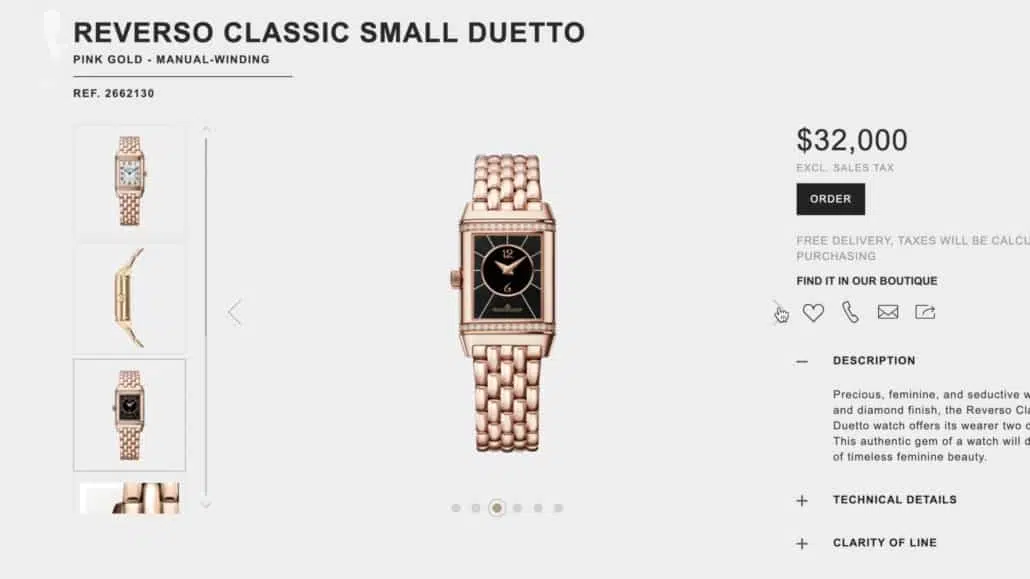 REVERSO CLASSIC SMALL DUETTO
PINK GOLD - MANUAL-WINDING
REF. 2662130
$32,000
EXCL. SALES TAX
ORDER
FREE DELIVERY, TAXES WILL BE CALCU
PURCHASING
FIND IT IN OUR BOUTIQUE
12
6
DESCRIPTION
Precious, feminine, and seductive w
and diamond finish, the Reverso Cla
Duetto watch offers its wearer two d
This authentic gem of a watch will d
of timeless feminine beauty.
TECHNICAL DETAILS
CLARITY OF LINE